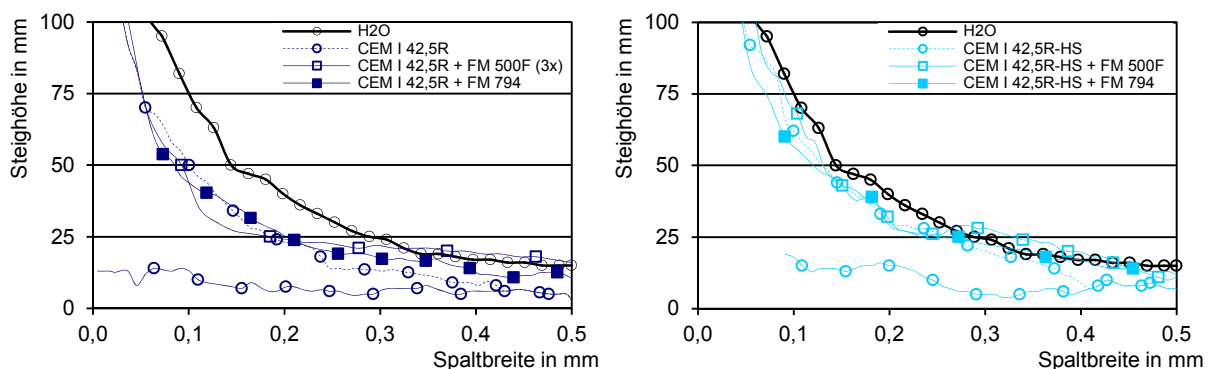 Steighöhe in mm
100
75
50
25
0
H2O
CEM I 42,5R
CEM I 42,5R + FM 500F (3x)
CEM I 42,5R + FM 794
0,0
0,1
0,2
0,3
0,4
0.5
Spaltbreite in mm
Steighöhe in mm
100
75
50
25
0
H2O
CEM I 42,5R-HS
CEM I 42,5R-HS + FM 500F
CEM I 42,5R-HS + FM 794
0,0
0,1
0,2
0,3
0,4
0.5
Spaltbreite in mm